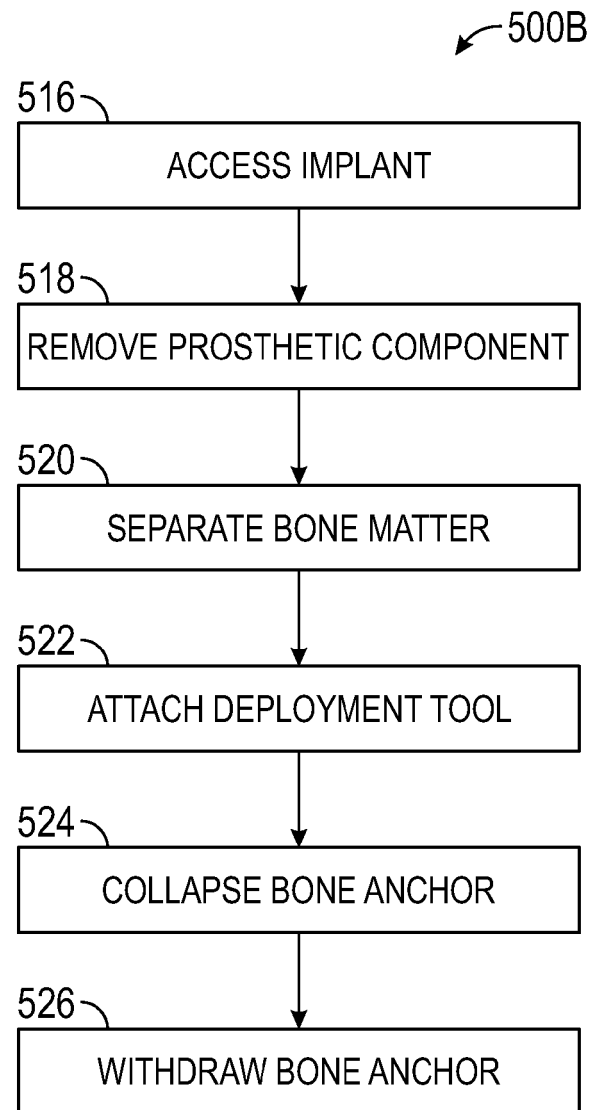 500B
516
ACCESS IMPLANT
518
REMOVE PROSTHETIC COMPONENT
520
SEPARATE BONE MATTER
522
ATTACH DEPLOYMENT TOOL
524
COLLAPSE BONE ANCHOR
526
WITHDRAW BONE ANCHOR